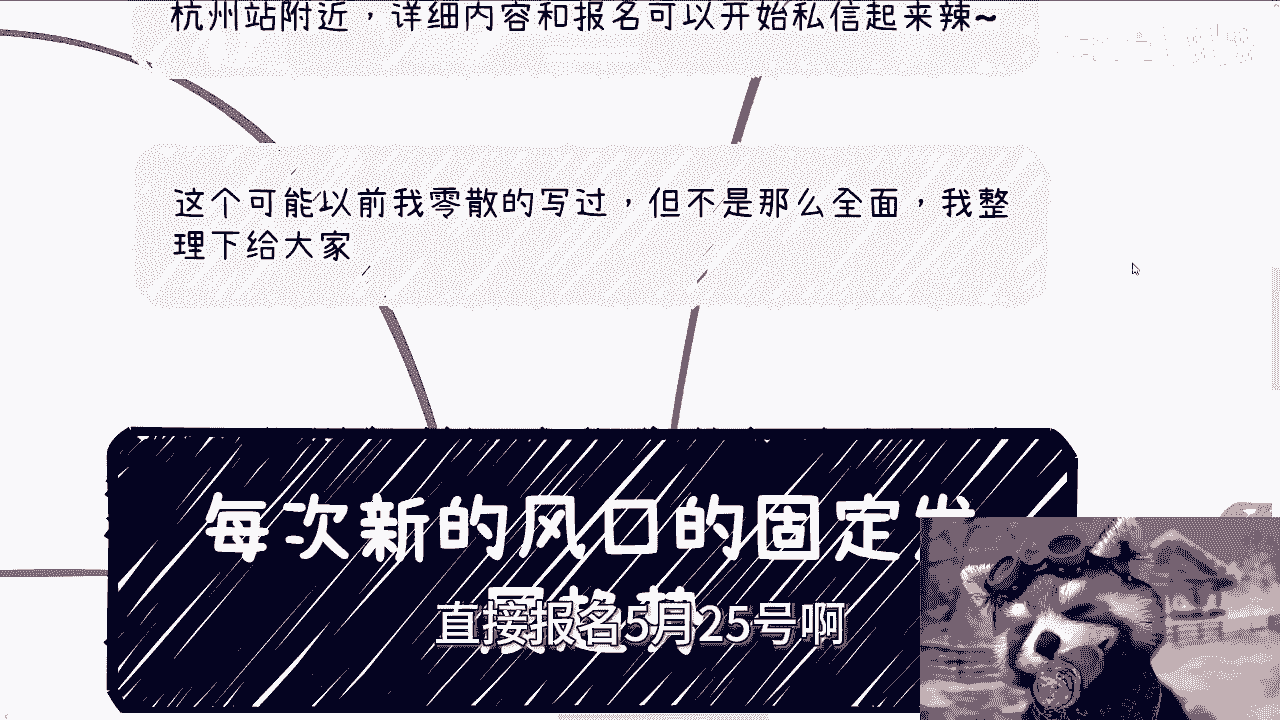 杭州站附近，详细内容和报名可以开始私信起来辣~
这个可能以前我零散的写过，但不是那么全面，我整
理下给大家
每次新的风口的固定发
展趋势
直接报名5月25号啊